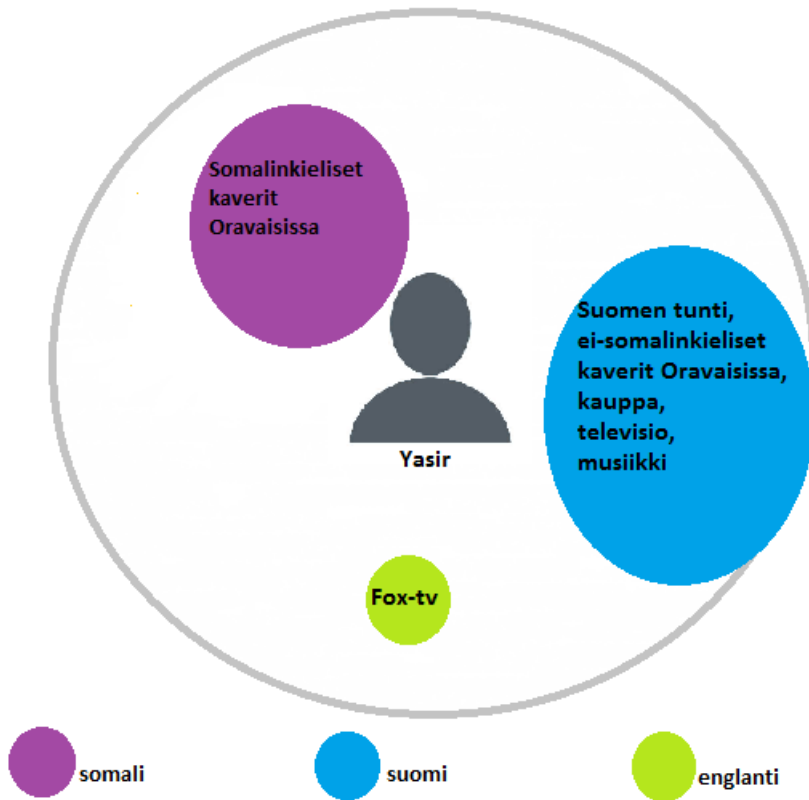 Somalinkieliset
kaverit
Oravaisissa
Suomen tunti,
ei-somalinkieliset
kaverit Oravaisissa,
kauppa,
televisio,
musiikki
Yasir
Fox-tv
somali
suomi
englanti